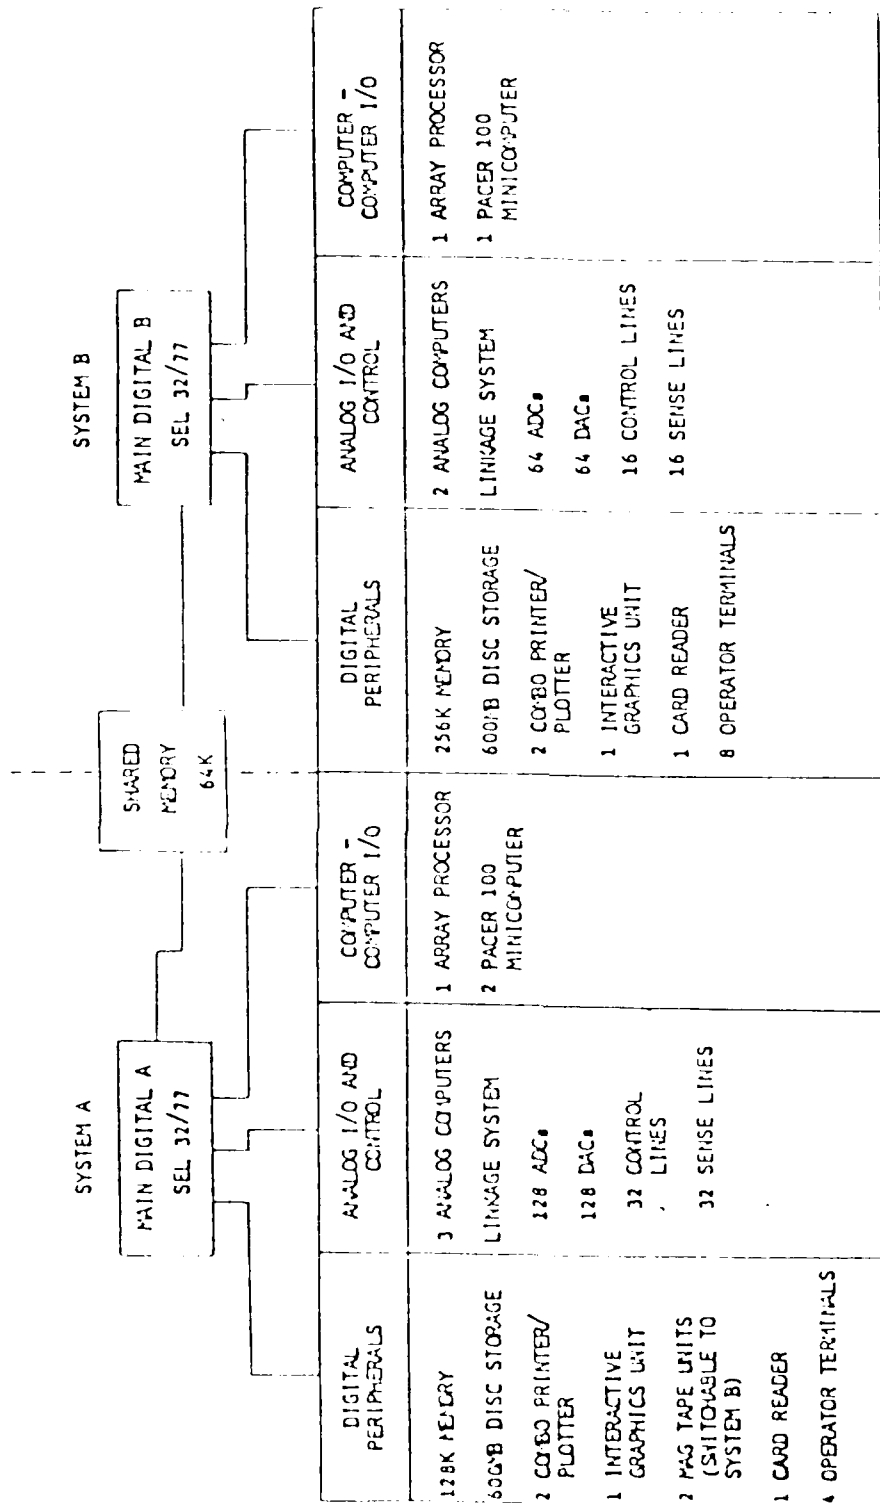 SYSTEM A
MAIN DIGITAL A
SEL 32/77
SHARED
MEMORY
64K
SYSTEM B
MAIN DIGITAL B
SEL 32/77
DIGITAL
PERIPHERALS
128K MEMORY
600MB DISC STORAGE
2 COMBO PRINTER/
PLOTTER
1 INTERACTIVE
GRAPHICS UNIT
2 MAG TAPE UNITS
(SWITCHABLE TO
SYSTEM B)
1 CARD READER
4 OPERATOR TERMINALS
ANALOG I/O AND
CONTROL
3 ANALOG COMPUTERS
LINKAGE SYSTEM
128 ADCs
128 DACs
32 CONTROL
LINES
32 SENSE LINES
COMPUTER -
COMPUTER I/O
1 ARRAY PROCESSOR
2 PACER 100
MINICOMPUTER
DIGITAL
PERIPHERALS
256K MEMORY
600MB DISC STORAGE
2 COMBO PRINTER/
PLOTTER
1 INTERACTIVE
GRAPHICS UNIT
1 CARD READER
8 OPERATOR TERMINALS
ANALOG I/O AND
CONTROL
2 ANALOG COMPUTERS
LINKAGE SYSTEM
64 ADCs
64 DACs
16 CONTROL LINES
16 SENSE LINES
COMPUTER -
COMPUTER I/O
1 ARRAY PROCESSOR
1 PACER 100
MINICOMPUTER